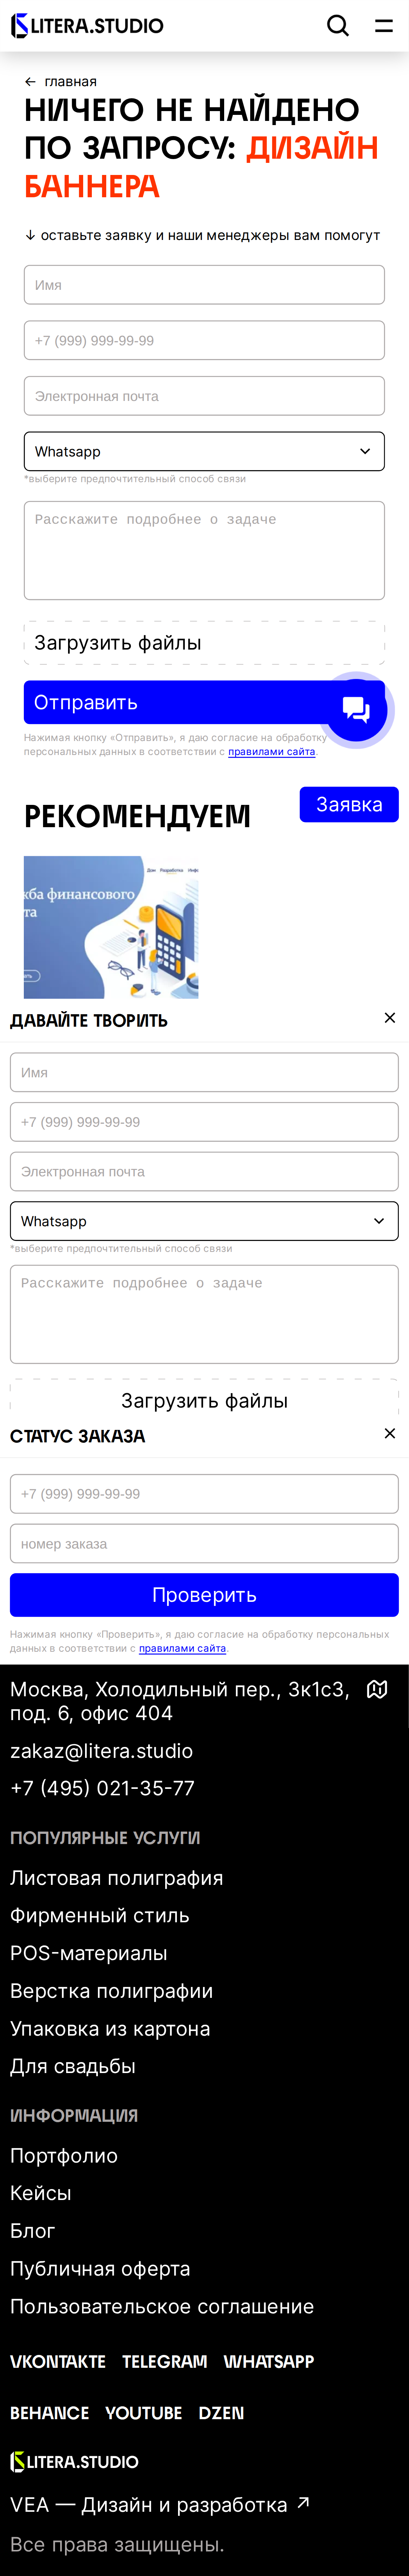 LITERA.STUDIO
← главная
НИЧЕГО НЕ НАЙДЕНО
ПО ЗАПРОСУ: ДИЗАЙН
БАННЕРА
↓ оставьте заявку и наши менеджеры вам помогут
Имя
+7 (999) 999-99-99
Электронная почта
Whatsapp
*выберите предпочтительный способ связи
Расскажите подробнее о задаче
Загрузить файлы
Отправить
Нажимая кнопку «Отправить», я даю согласие на обработку
персональных данных в соответствии с правилами сайта.
Заявка
РЕКОМЕНДУЕМ
финансового
ДАВАЙТЕ ТВОРИТЬ
Имя
+7 (999) 999-99-99
Электронная почта
Whatsapp
*выберите предпочтительный способ связи
Расскажите подробнее о задаче
Загрузить файлы
СТАТУС ЗАКАЗА
+7 (999) 999-99-99
номер заказа
Проверить
Нажимая кнопку «Проверить», я даю согласие на обработку персональных
данных в соответствии с правилами сайта.
Москва, Холодильный пер., 3к1с3,
под. 6, офис 404
zakaz@litera.studio
+7 (495) 021-35-77
ПОПУЛЯРНЫЕ УСЛУГИ
Листовая полиграфия
Фирменный стиль
POS-материалы
Верстка полиграфии
Упаковка из картона
Для свадьбы
ИНФОРМАЦИЯ
Портфолио
Кейсы
Блог
Публичная оферта
Пользовательское соглашение
VKONTAKTE TELEGRAM WHATSAPP
BEHANCE YOUTUBE DZEN
LITERA.STUDIO
VEA — Дизайн и разработка ↗
Все права защищены.